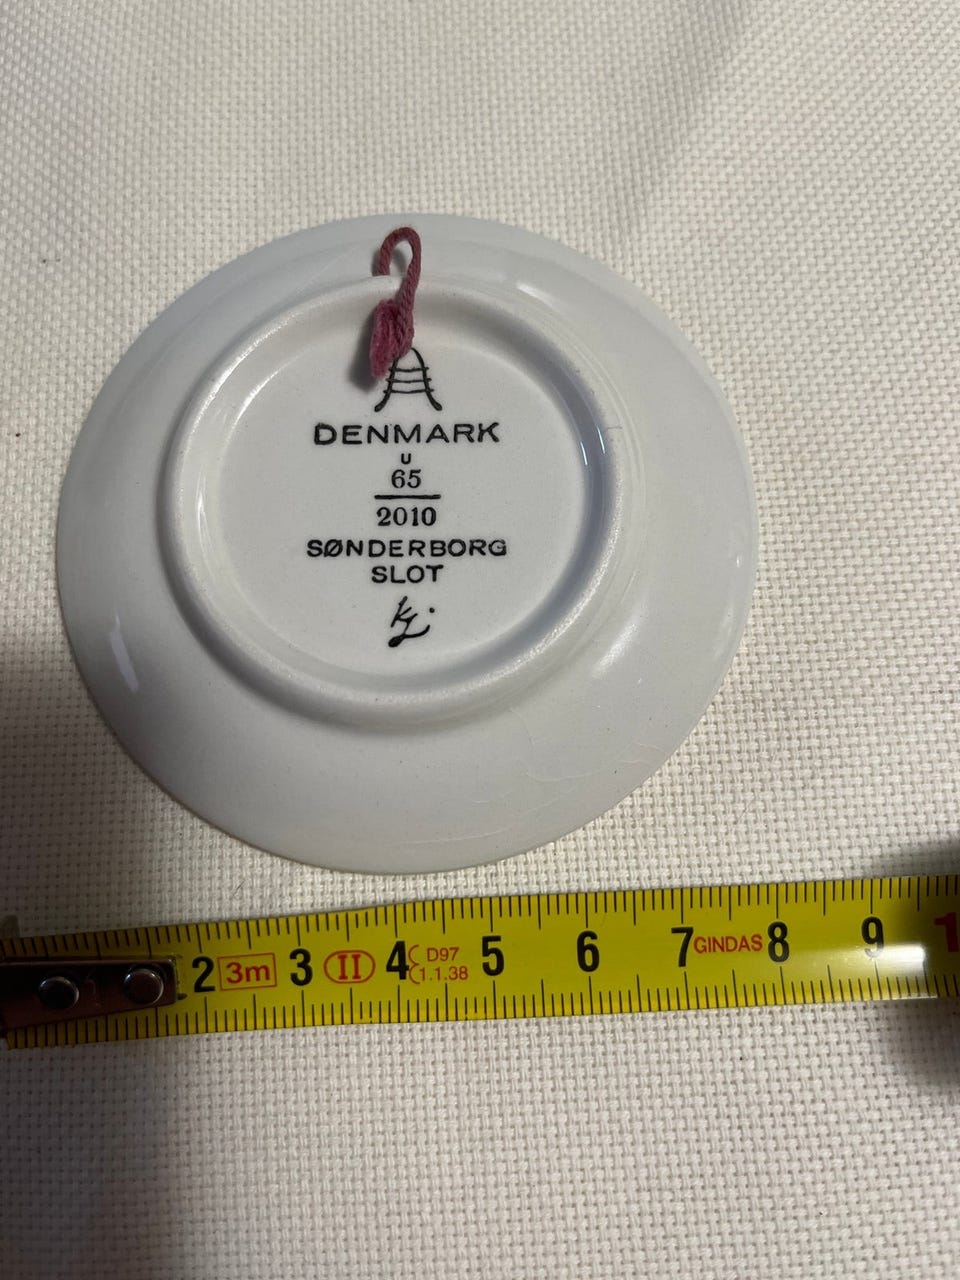 DENMARK
U
65
2010
SØNDERBORG
SLOT
2 3m 3 II 4 D97 5 6 7 GINDAS 8 9 1
1.1.38